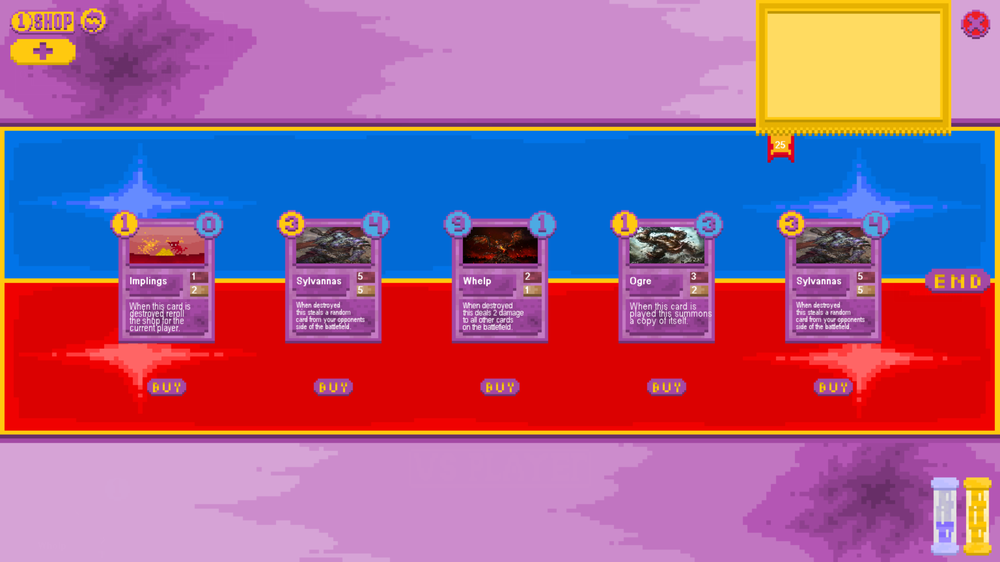 1 SHOP
25
1 0
Implings 1
2
When this card is
destroyed reroll
the shop for the
current player.
BUY
3 4
Sylvannas 5
5
When destroyed
this steals a random
card from your opponents
side of the battlefield.
BUY
9 1
Whelp 2
1
When destroyed
this deals 2 damage
to all other cards
on the battlefield.
BUY
1 3
Ogre 3
2
When this card is
played this summons
a copy of itself.
BUY
3 4
Sylvannas 5
5
When destroyed
this steals a random
card from your opponents
side of the battlefield.
BUY
END